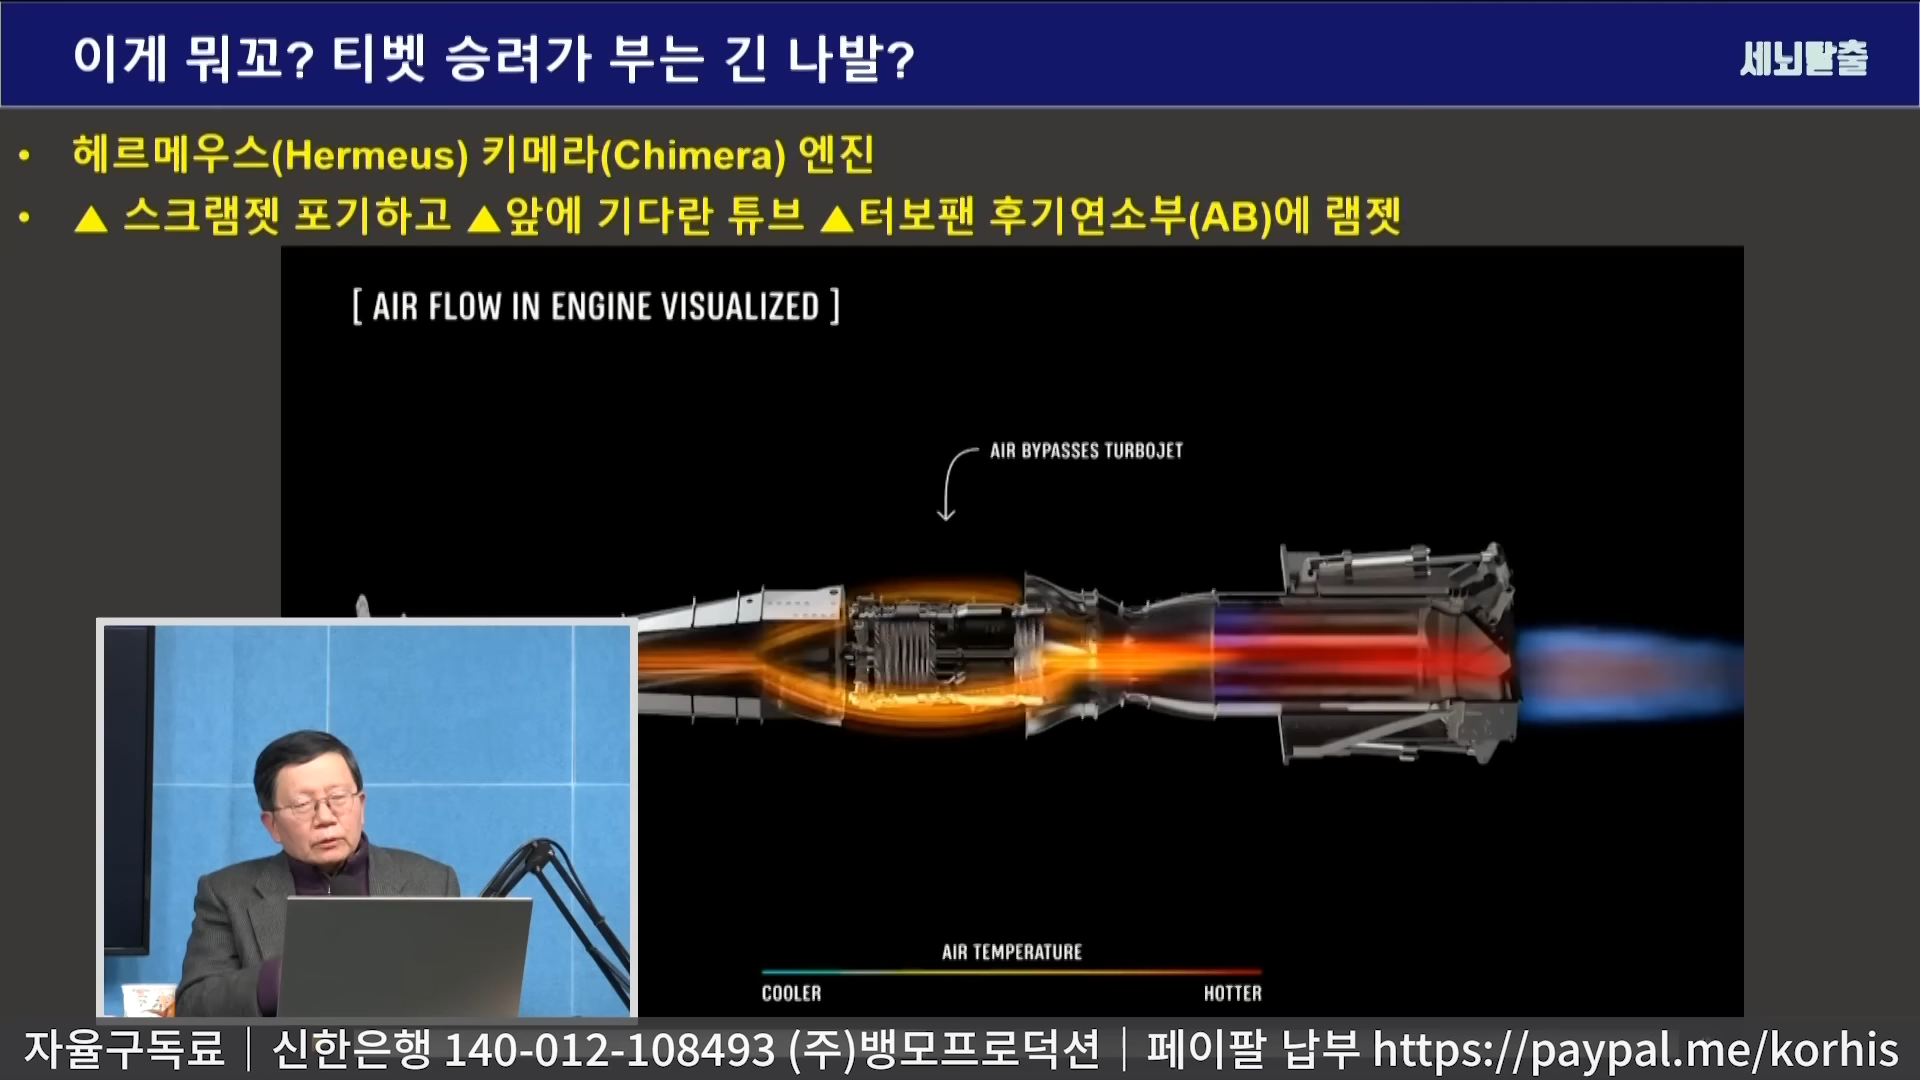 이게 뭐꼬? 티벳 승려가 부는 긴 나발?
세뇌탈출
• 헤르메우스(Hermeus) 키메라(Chimera) 엔진
• ▲ 스크램젯 포기하고 ▲앞에 기다란 튜브 ▲터보팬 후기연소부(AB)에 램젯
[ AIR FLOW IN ENGINE VISUALIZED ]
AIR BYPASSES TURBOJET
AIR TEMPERATURE
COOLER HOTTER
자율구독료│신한은행 140-012-108493 (주)뱅모프로덕션│페이팔 납부 https://paypal.me/korhis